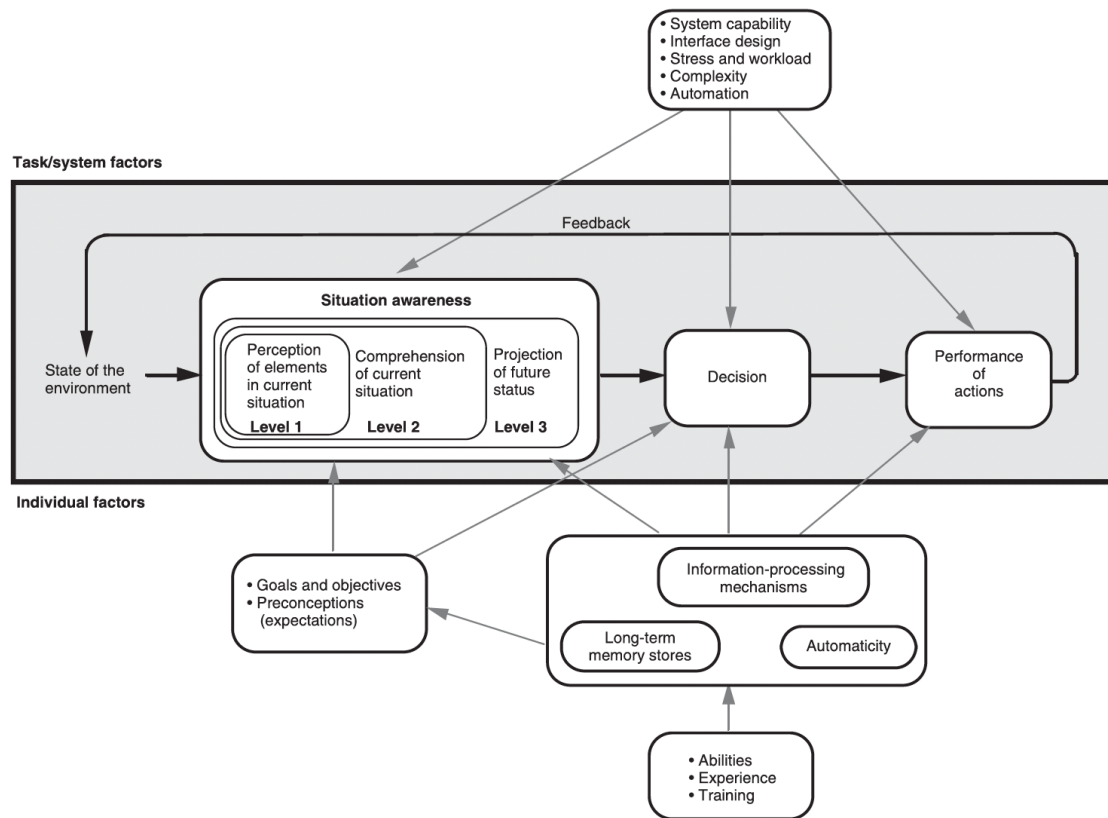 • System capability
• Interface design
• Stress and workload
• Complexity
• Automation
Task/system factors
Feedback
Situation awareness
State of the
environment
Perception
of elements
in current
situation
Level 1
Comprehension
of current
situation
Level 2
Projection
of future
status
Level 3
Decision
Performance
of
actions
Individual factors
• Goals and objectives
• Preconceptions
(expectations)
Information-processing
mechanisms
Long-term
memory stores
Automaticity
• Abilities
• Experience
• Training